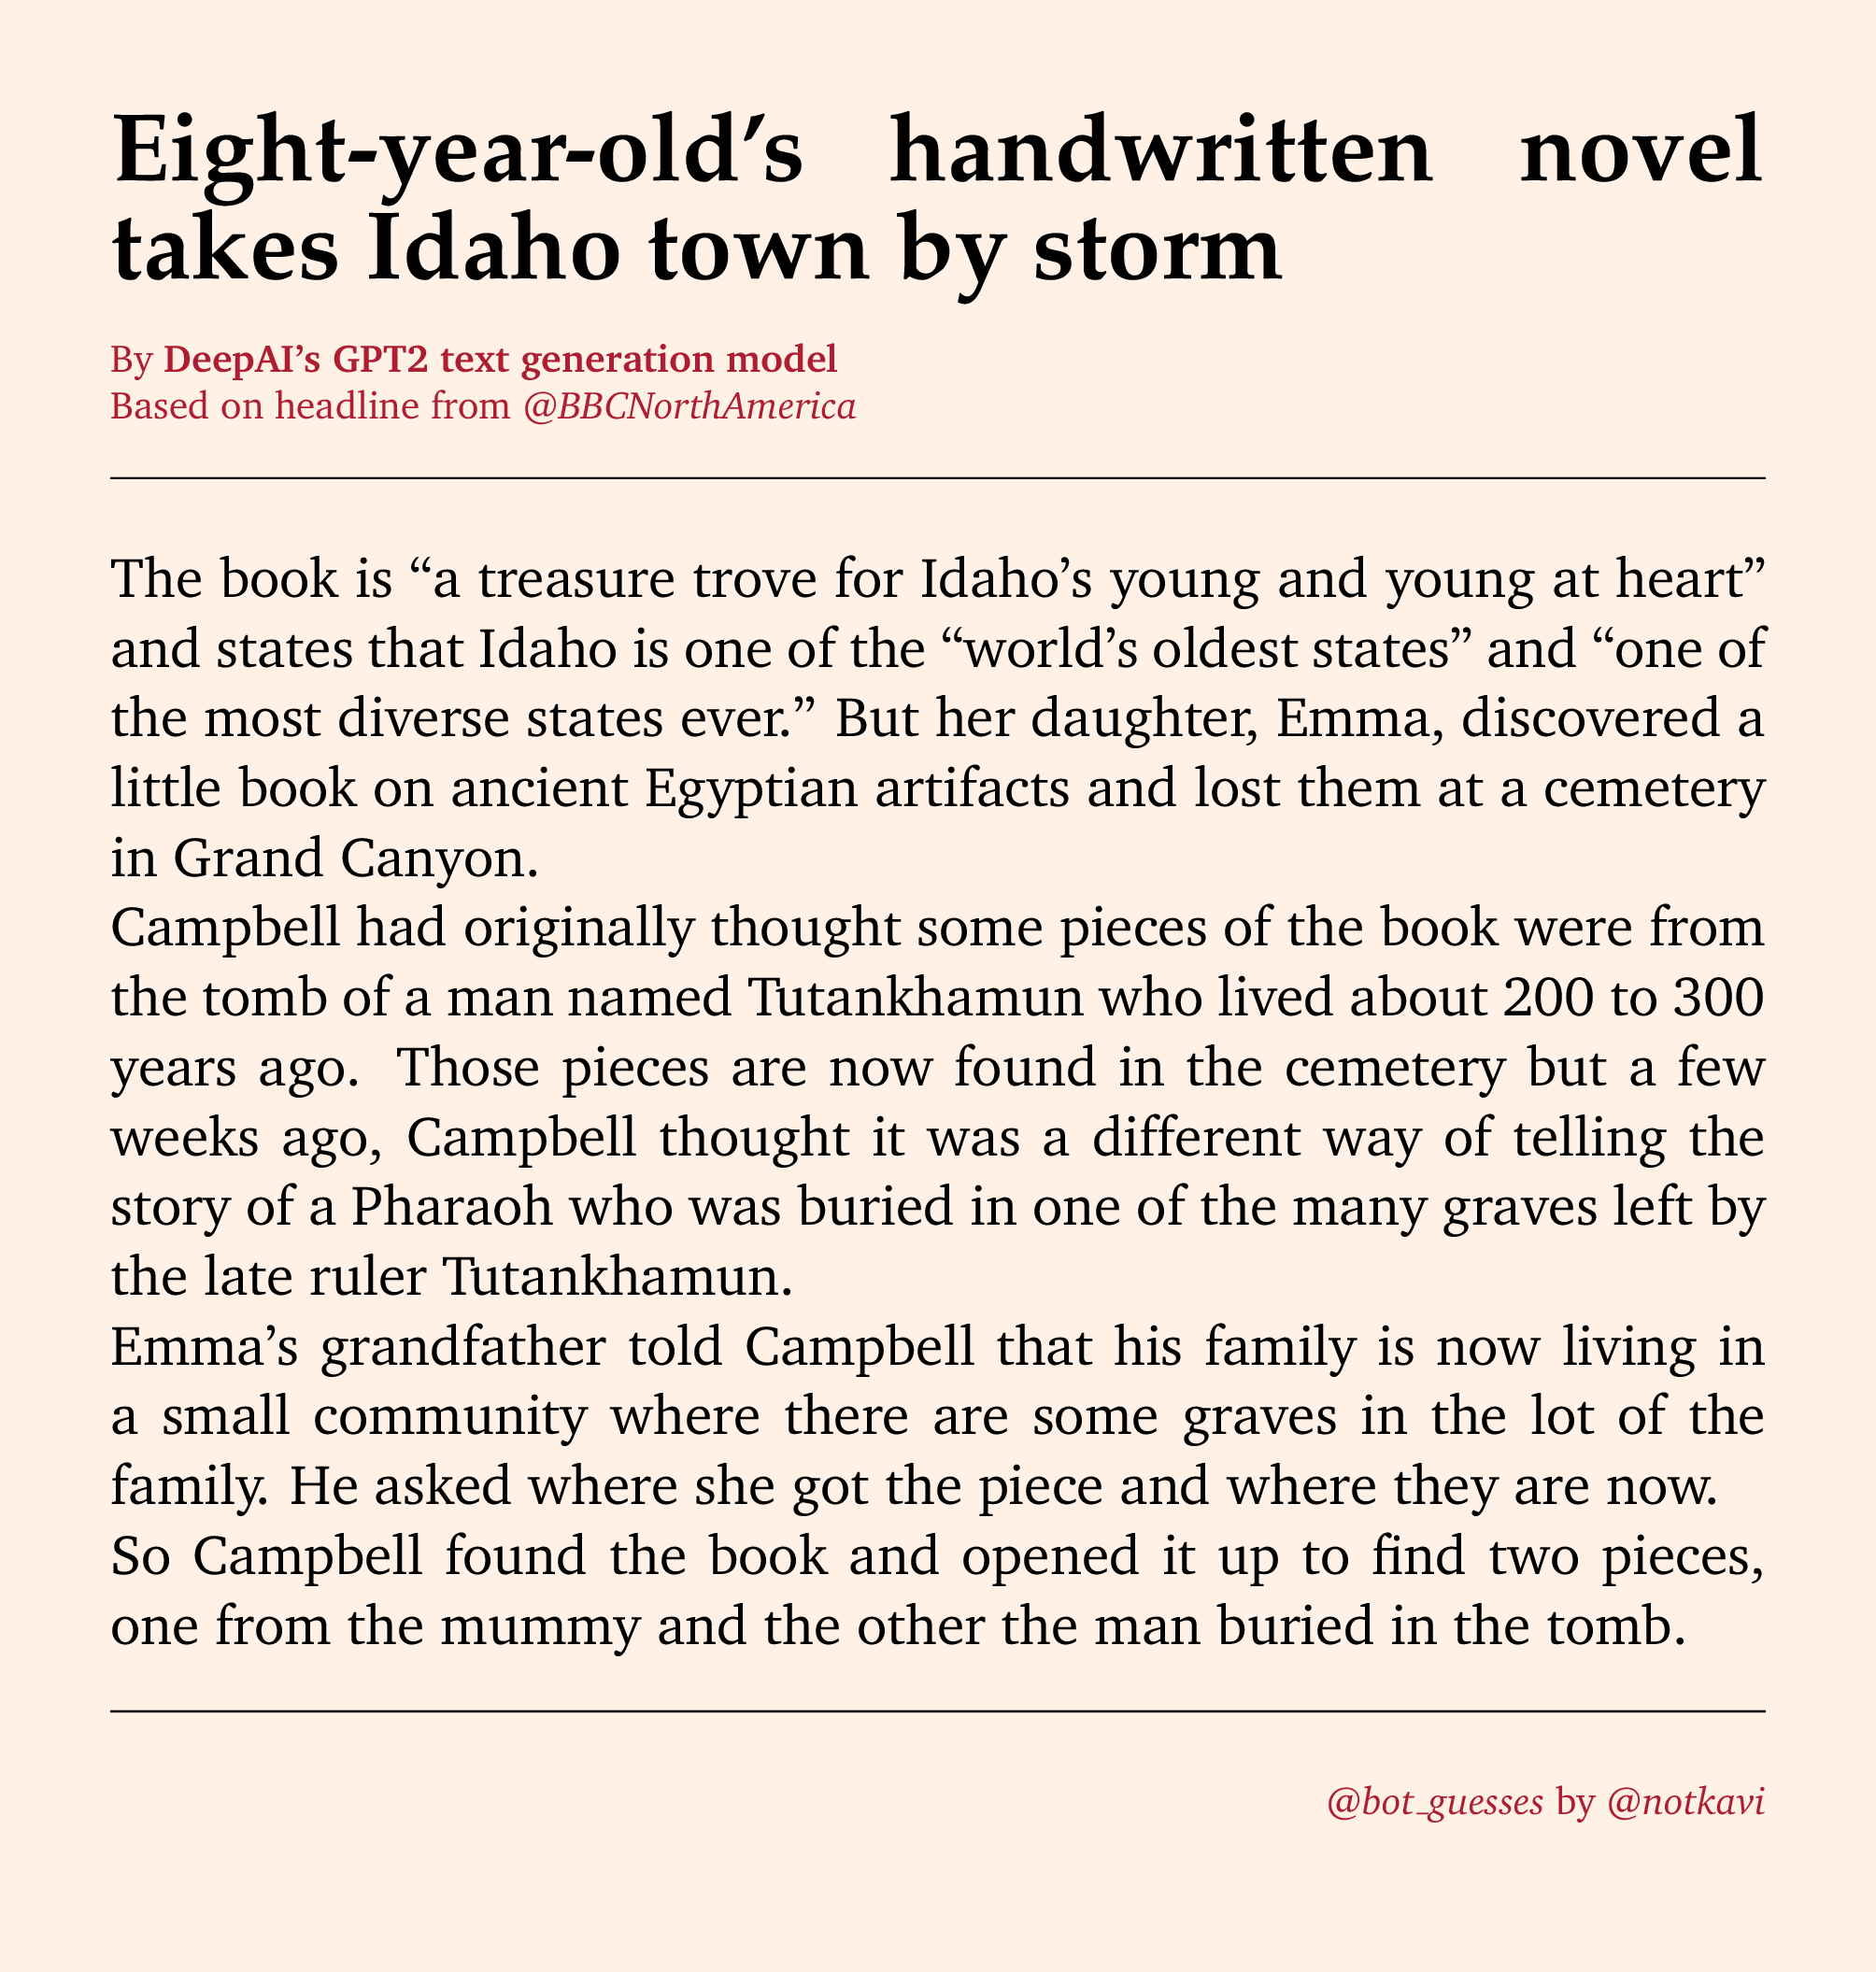 Eight-year-old’s handwritten novel
takes Idaho town by storm
By DeepAI’s GPT2 text generation model
Based on headline from @BBCNorthAmerica
The book is “a treasure trove for Idaho’s young and young at heart”
and states that Idaho is one of the “world’s oldest states” and “one of
the most diverse states ever.” But her daughter, Emma, discovered a
little book on ancient Egyptian artifacts and lost them at a cemetery
in Grand Canyon.
Campbell had originally thought some pieces of the book were from
the tomb of a man named Tutankhamun who lived about 200 to 300
years ago. Those pieces are now found in the cemetery but a few
weeks ago, Campbell thought it was a different way of telling the
story of a Pharaoh who was buried in one of the many graves left by
the late ruler Tutankhamun.
Emma’s grandfather told Campbell that his family is now living in
a small community where there are some graves in the lot of the
family. He asked where she got the piece and where they are now.
So Campbell found the book and opened it up to find two pieces,
one from the mummy and the other the man buried in the tomb.
@bot_guesses by @notkavi